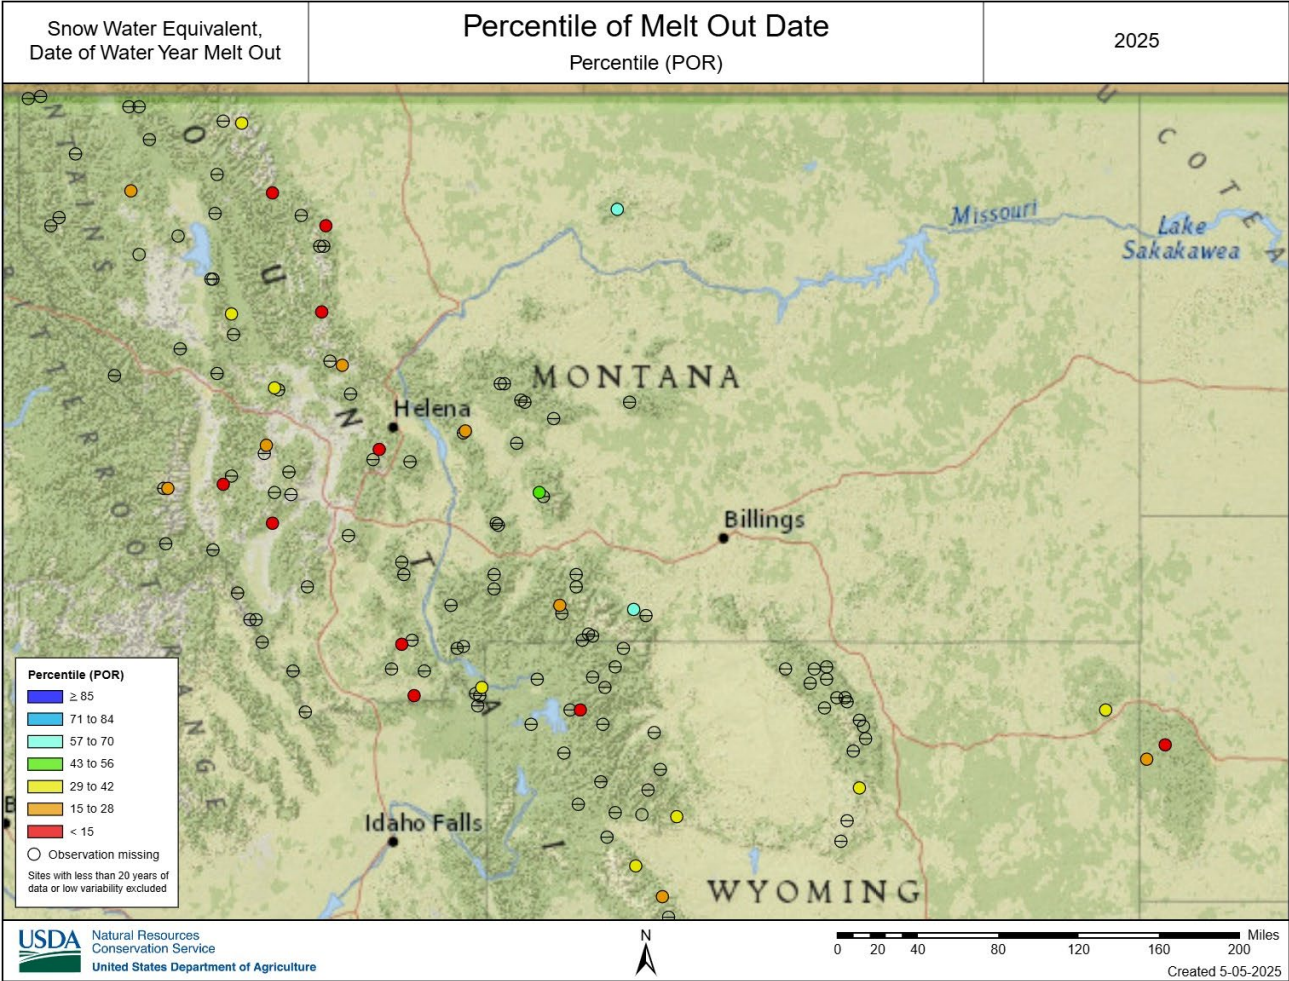 Snow Water Equivalent,
Date of Water Year Melt Out
Percentile of Melt Out Date
Percentile (POR)
2025
U
COTEA
NTAINS
O
U
N
T
A
I
Missouri
Lake
Sakakawea
BITTERROOT
RANGE
MONTANA
Helena
Billings
Idaho Falls
WYOMING
B
Percentile (POR)
≥ 85
71 to 84
57 to 70
43 to 56
29 to 42
15 to 28
< 15
Observation missing
Sites with less than 20 years of
data or low variability excluded
USDA
Natural Resources
Conservation Service
United States Department of Agriculture
N
Miles
0 20 40 80 120 160 200
Created 5-05-2025